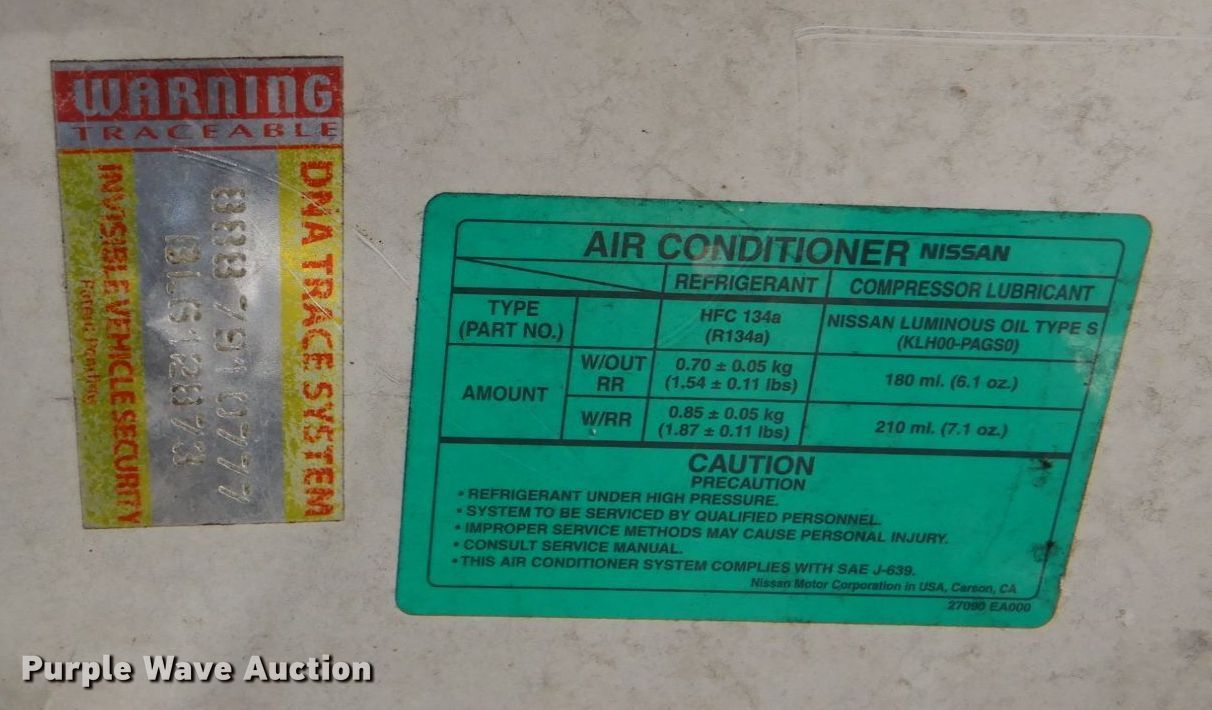 WARNING
TRACEABLE
DNA TRACE SYSTEM
INVISIBLE VEHICLE SECURITY
AIR CONDITIONER NISSAN
REFRIGERANT COMPRESSOR LUBRICANT
TYPE
(PART NO.)
HFC 134a
(R134a)
NISSAN LUMINOUS OIL TYPE S
(KLH00-PAGS0)
AMOUNT
W/OUT
RR
0.70 ± 0.05 kg
(1.54 ± 0.11 lbs)
180 ml. (6.1 oz.)
W/RR
0.85 ± 0.05 kg
(1.87 ± 0.11 lbs)
210 ml. (7.1 oz.)
CAUTION
PRECAUTION
• REFRIGERANT UNDER HIGH PRESSURE.
• SYSTEM TO BE SERVICED BY QUALIFIED PERSONNEL.
• IMPROPER SERVICE METHODS MAY CAUSE PERSONAL INJURY.
• CONSULT SERVICE MANUAL.
• THIS AIR CONDITIONER SYSTEM COMPLIES WITH SAE J-639.
Nissan Motor Corporation in USA, Carson, CA
27090 EA000
Purple Wave Auction